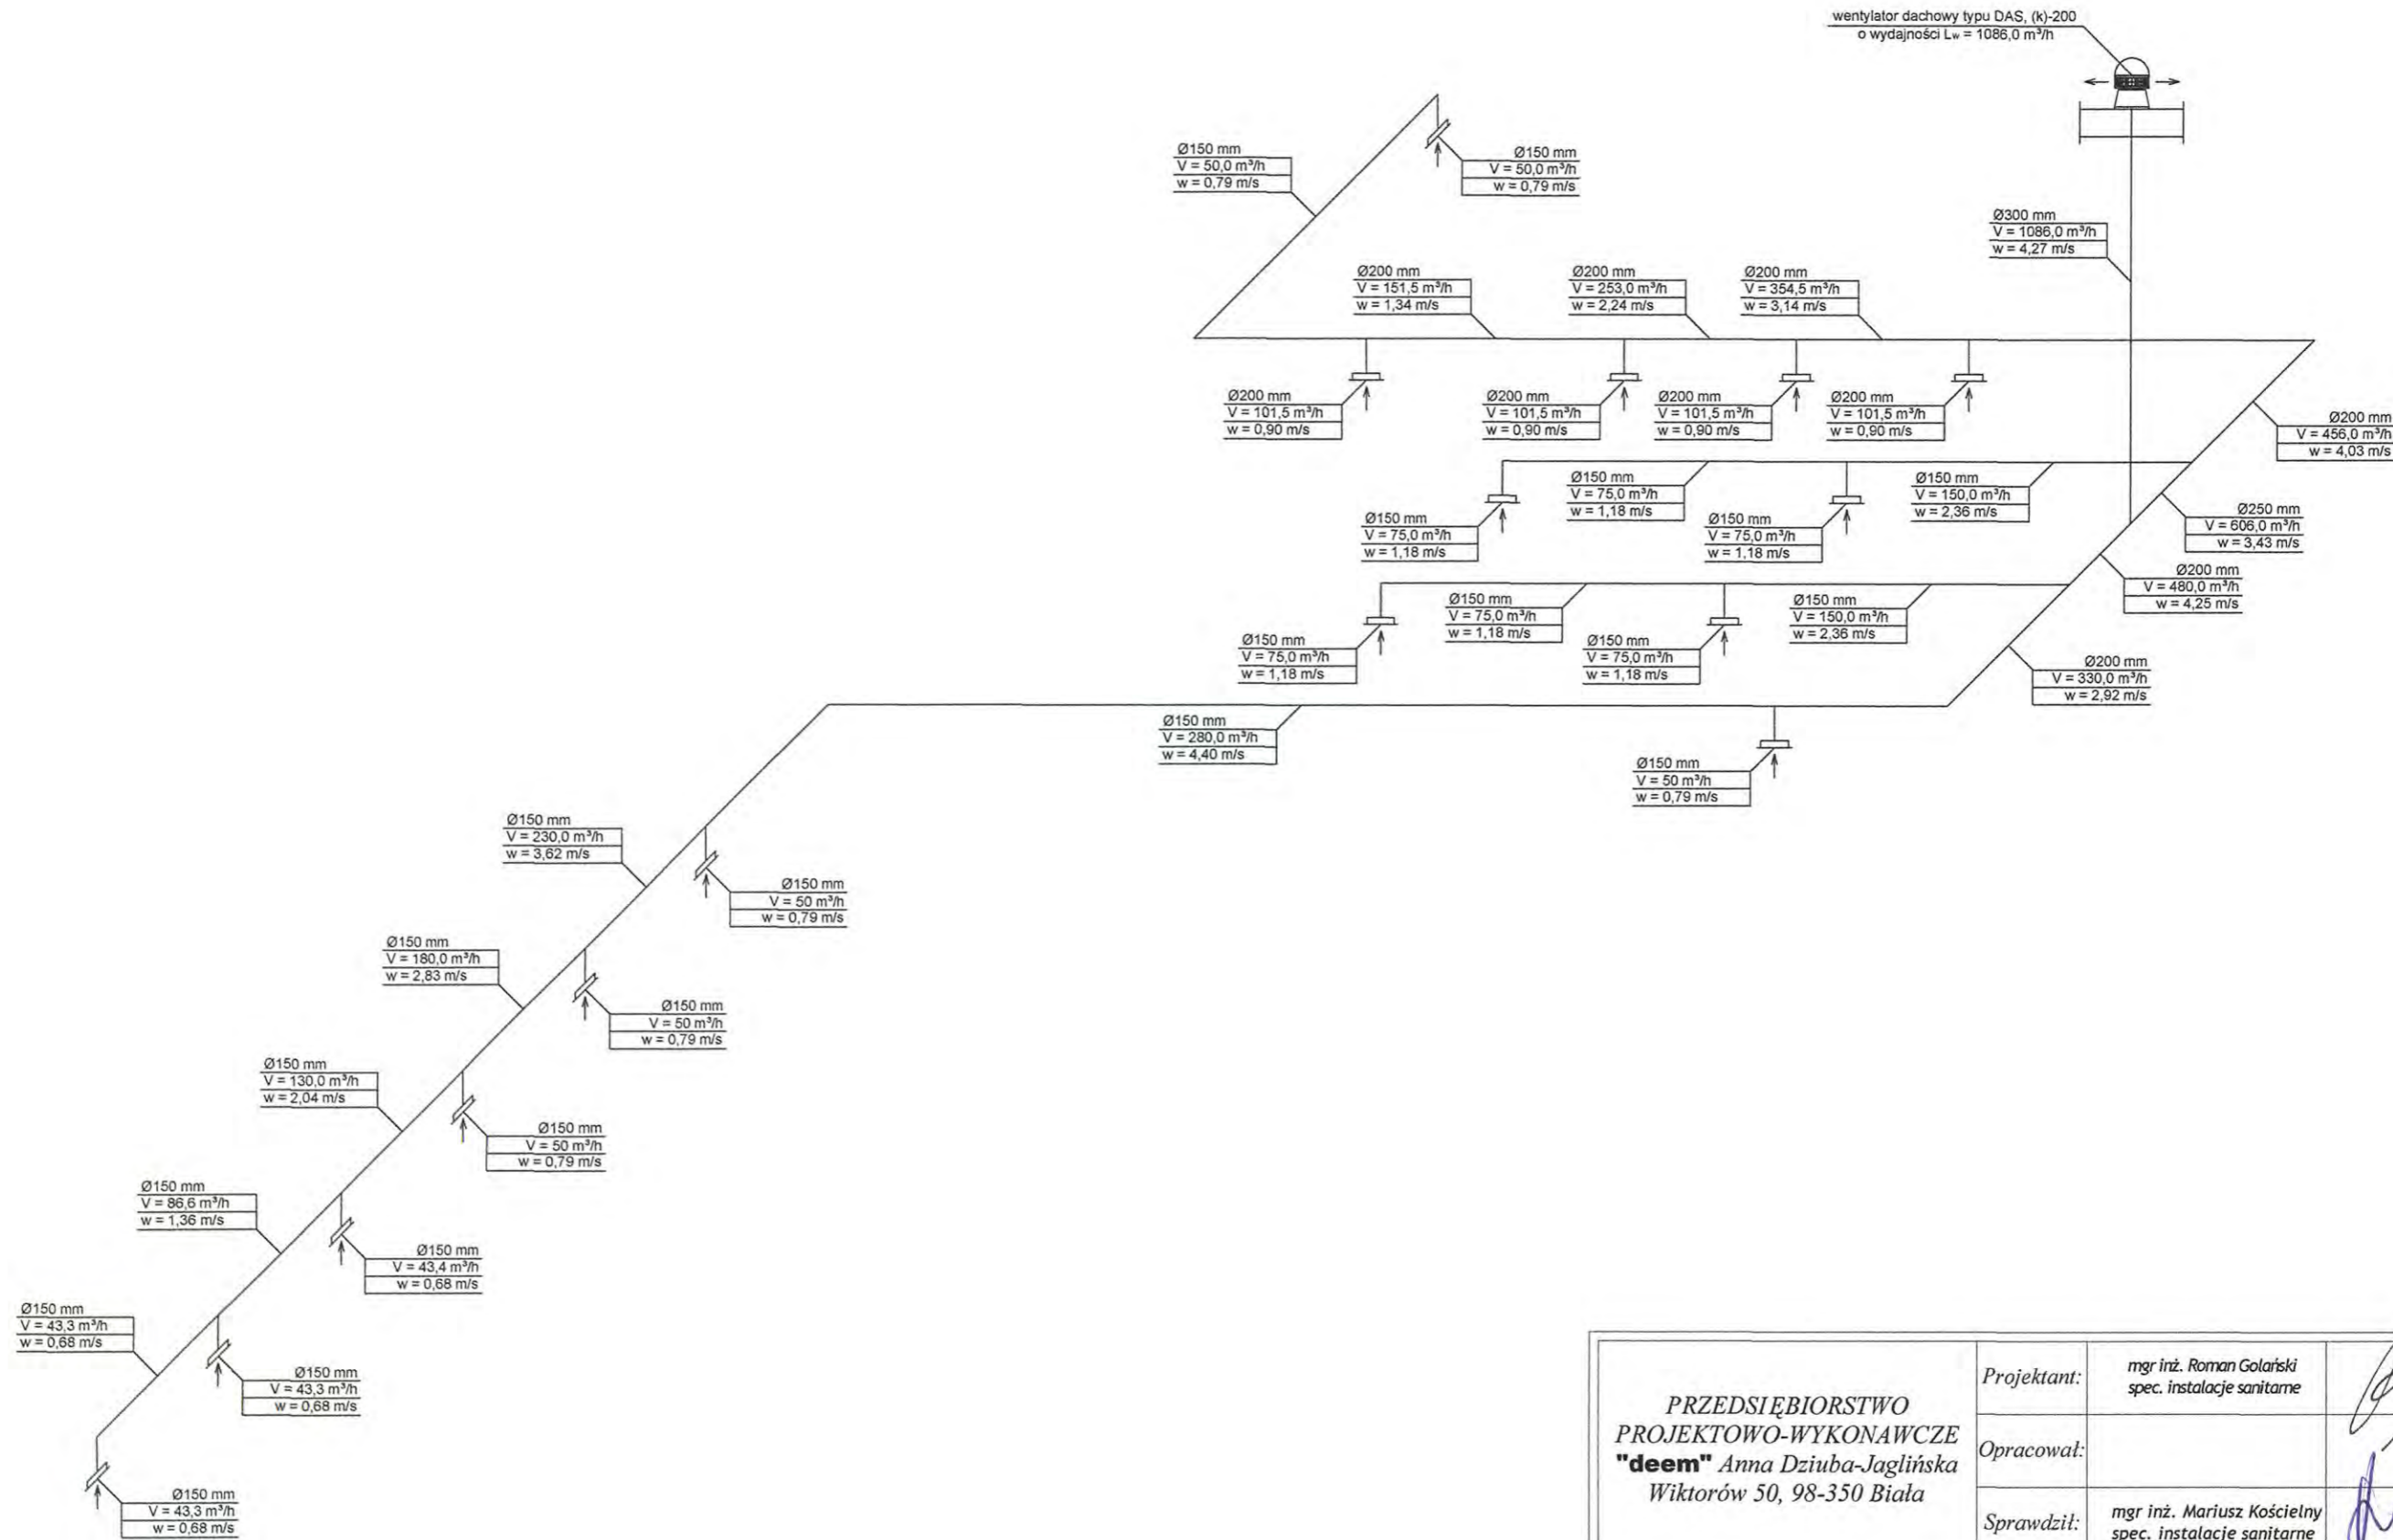 wentylator dachowy typu DAS, (k)-200
o wydajności Lw = 1086,0 m³/h
Ø150 mm
V = 50,0 m³/h
w = 0,79 m/s
Ø150 mm
V = 50,0 m³/h
w = 0,79 m/s
Ø300 mm
V = 1086,0 m³/h
w = 4,27 m/s
Ø200 mm
V = 151,5 m³/h
w = 1,34 m/s
Ø200 mm
V = 253,0 m³/h
w = 2,24 m/s
Ø200 mm
V = 354,5 m³/h
w = 3,14 m/s
Ø200 mm
V = 101,5 m³/h
w = 0,90 m/s
Ø200 mm
V = 101,5 m³/h
w = 0,90 m/s
Ø200 mm
V = 101,5 m³/h
w = 0,90 m/s
Ø200 mm
V = 101,5 m³/h
w = 0,90 m/s
Ø200 mm
V = 456,0 m³/h
w = 4,03 m/s
Ø150 mm
V = 75,0 m³/h
w = 1,18 m/s
Ø150 mm
V = 75,0 m³/h
w = 1,18 m/s
Ø150 mm
V = 75,0 m³/h
w = 1,18 m/s
Ø150 mm
V = 150,0 m³/h
w = 2,36 m/s
Ø250 mm
V = 606,0 m³/h
w = 3,43 m/s
Ø200 mm
V = 480,0 m³/h
w = 4,25 m/s
Ø150 mm
V = 75,0 m³/h
w = 1,18 m/s
Ø150 mm
V = 75,0 m³/h
w = 1,18 m/s
Ø150 mm
V = 75,0 m³/h
w = 1,18 m/s
Ø150 mm
V = 150,0 m³/h
w = 2,36 m/s
Ø200 mm
V = 330,0 m³/h
w = 2,92 m/s
Ø150 mm
V = 280,0 m³/h
w = 4,40 m/s
Ø150 mm
V = 50 m³/h
w = 0,79 m/s
Ø150 mm
V = 230,0 m³/h
w = 3,62 m/s
Ø150 mm
V = 50 m³/h
w = 0,79 m/s
Ø150 mm
V = 180,0 m³/h
w = 2,83 m/s
Ø150 mm
V = 50 m³/h
w = 0,79 m/s
Ø150 mm
V = 130,0 m³/h
w = 2,04 m/s
Ø150 mm
V = 50 m³/h
w = 0,79 m/s
Ø150 mm
V = 86,6 m³/h
w = 1,36 m/s
Ø150 mm
V = 43,4 m³/h
w = 0,68 m/s
Ø150 mm
V = 43,3 m³/h
w = 0,68 m/s
Ø150 mm
V = 43,3 m³/h
w = 0,68 m/s
Ø150 mm
V = 43,3 m³/h
w = 0,68 m/s
PRZEDSIĘBIORSTWO
PROJEKTOWO-WYKONAWCZE
"deem" Anna Dziuba-Jaglińska
Wiktorów 50, 98-350 Biała
Projektant:
mgr inż. Roman Golański
spec. instalacje sanitarne
Opracował:
Sprawdził:
mgr inż. Mariusz Kościelny
spec. instalacje sanitarne